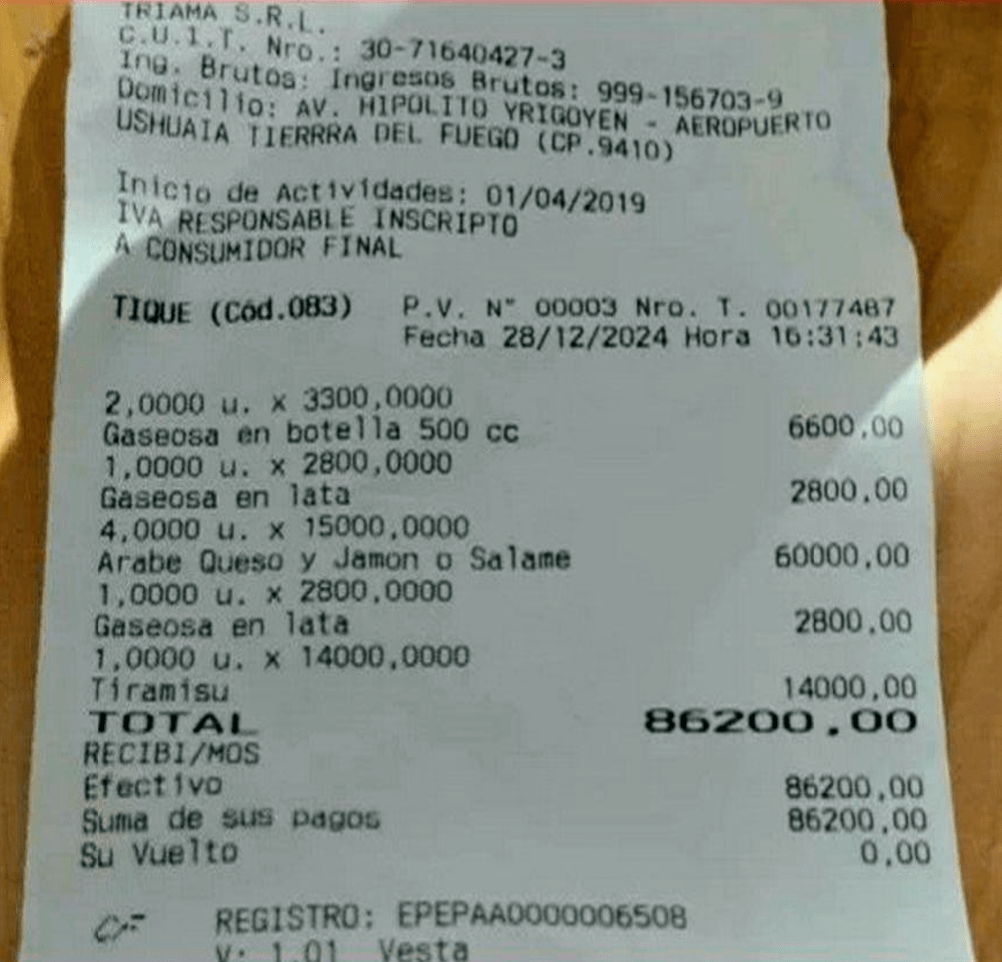 TRIAMA S.R.L.
C.U.I.T. Nro.: 30-71640427-3
Ing. Brutos: Ingresos Brutos: 999-156703-9
Domicilio: AV. HIPOLITO YRIGOYEN - AEROPUERTO
USHUAIA TIERRRA DEL FUEGO (CP.9410)
Inicio de Actividades: 01/04/2019
IVA RESPONSABLE INSCRIPTO
A CONSUMIDOR FINAL
TIQUE (Cód.083) P.V. N° 00003 Nro. T. 00177487
Fecha 28/12/2024 Hora 16:31:43
2,0000 u. x 3300,0000
Gaseosa en botella 500 cc 6600,00
1,0000 u. x 2800,0000
Gaseosa en lata 2800,00
4,0000 u. x 15000,0000
Arabe Queso y Jamon o Salame 60000,00
1,0000 u. x 2800,0000
Gaseosa en lata 2800,00
1,0000 u. x 14000,0000
Tiramisu 14000,00
TOTAL 86200,00
RECIBI/MOS
Efectivo 86200,00
Suma de sus pagos 86200,00
Su Vuelto 0,00
CF REGISTRO: EPEPAA0000006508
V: 1.01 Vesta